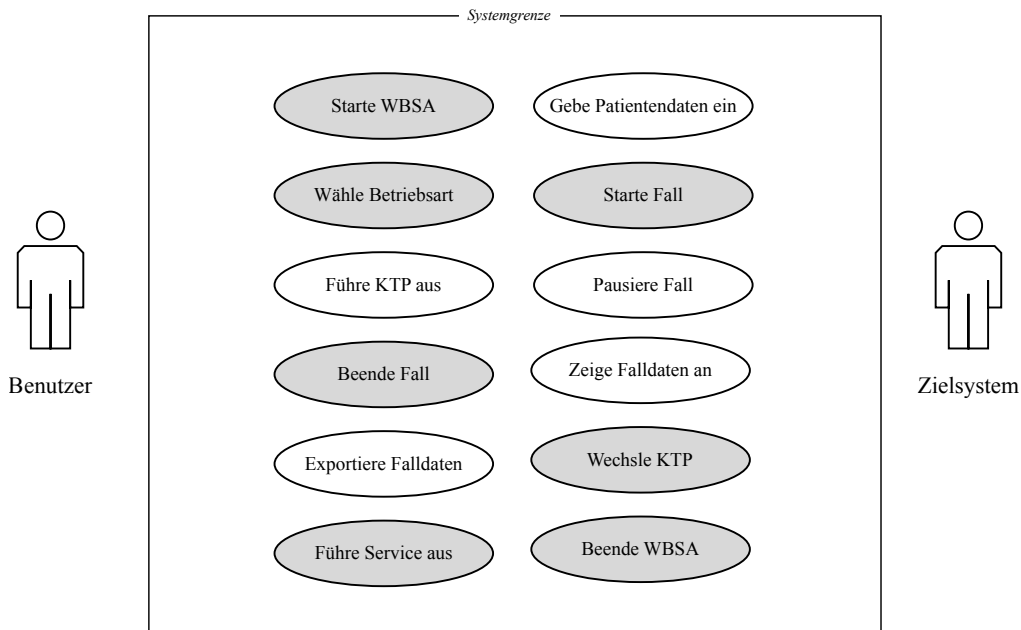 Systemgrenze
Starte WBSA
Gebe Patientendaten ein
Wähle Betriebsart
Starte Fall
Führe KTP aus
Pausiere Fall
Beende Fall
Zeige Falldaten an
Benutzer
Zielsystem
Exportiere Falldaten
Wechsle KTP
Führe Service aus
Beende WBSA